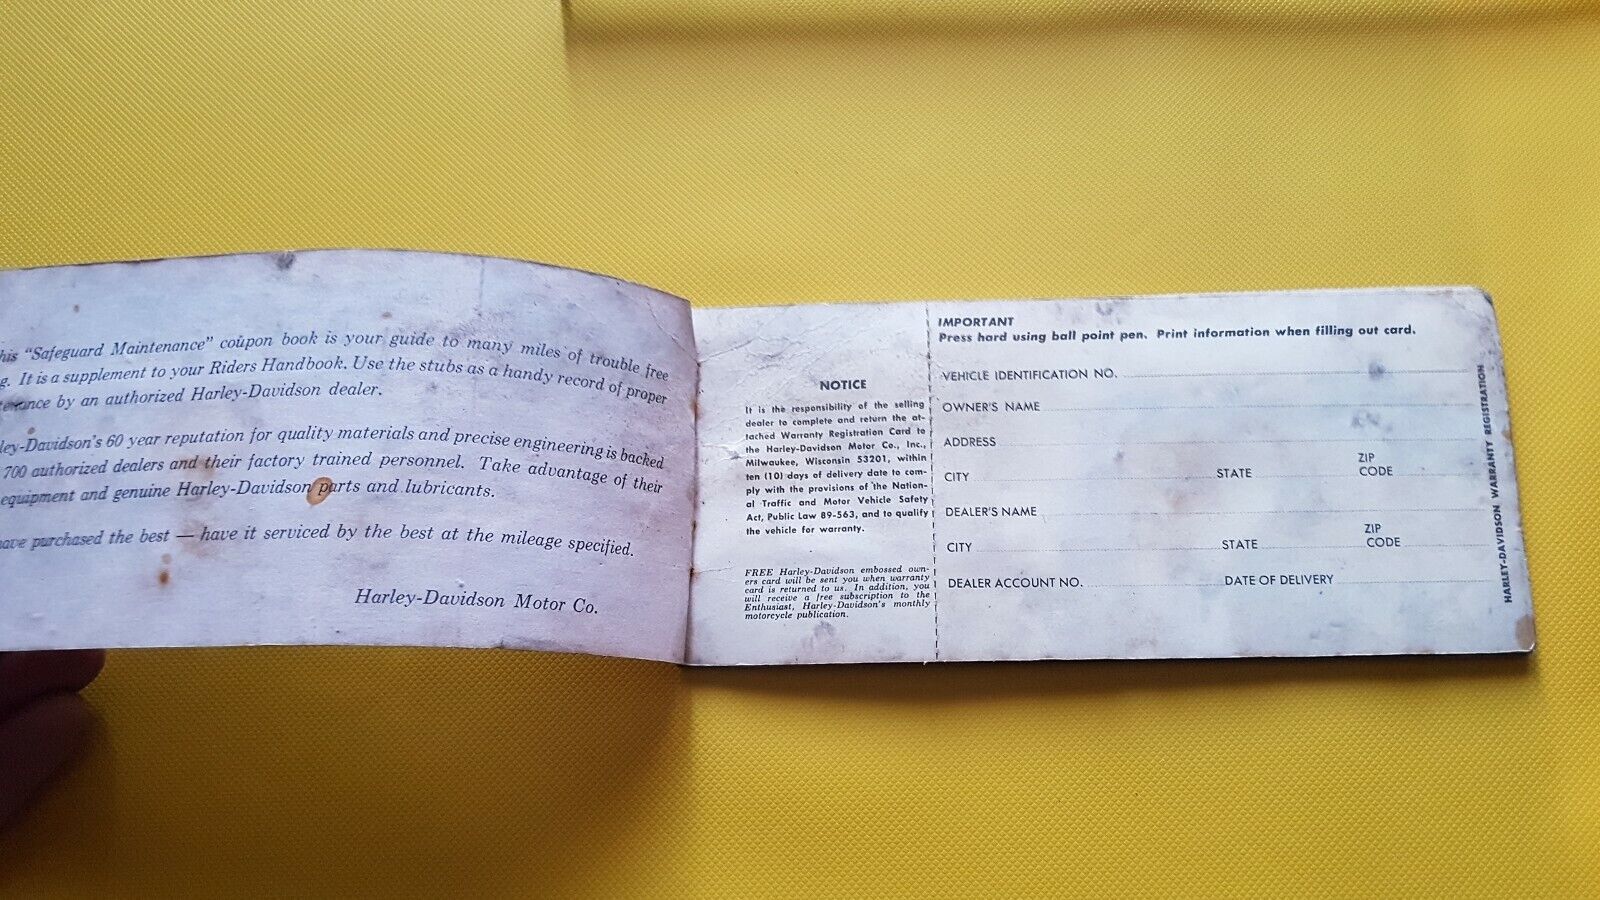 his "Safeguard Maintenance" coupon book is your guide to many miles of trouble free
g. It is a supplement to your Riders Handbook. Use the stubs as a handy record of proper
tenance by an authorized Harley-Davidson dealer.
ley-Davidson's 60 year reputation for quality materials and precise engineering is backed
700 authorized dealers and their factory trained personnel. Take advantage of their
equipment and genuine Harley-Davidson parts and lubricants.
ave purchased the best — have it serviced by the best at the mileage specified.
Harley-Davidson Motor Co.
NOTICE
It is the responsibility of the selling
dealer to complete and return the at-
tached Warranty Registration Card to
the Harley-Davidson Motor Co., Inc.,
Milwaukee, Wisconsin 53201, within
ten (10) days of delivery date to com-
ply with the provisions of the Nation-
al Traffic and Motor Vehicle Safety
Act, Public Law 89-563, and to qualify
the vehicle for warranty.
FREE Harley-Davidson embossed own-
ers card will be sent you when warranty
card is returned to us. In addition, you
will receive a free subscription to the
Enthusiast, Harley-Davidson's monthly
motorcycle publication.
IMPORTANT
Press hard using ball point pen. Print information when filling out card.
VEHICLE IDENTIFICATION NO.
OWNER'S NAME
ADDRESS
CITY STATE ZIP CODE
DEALER'S NAME
CITY STATE ZIP CODE
DEALER ACCOUNT NO. DATE OF DELIVERY
HARLEY-DAVIDSON WARRANTY REGISTRATION